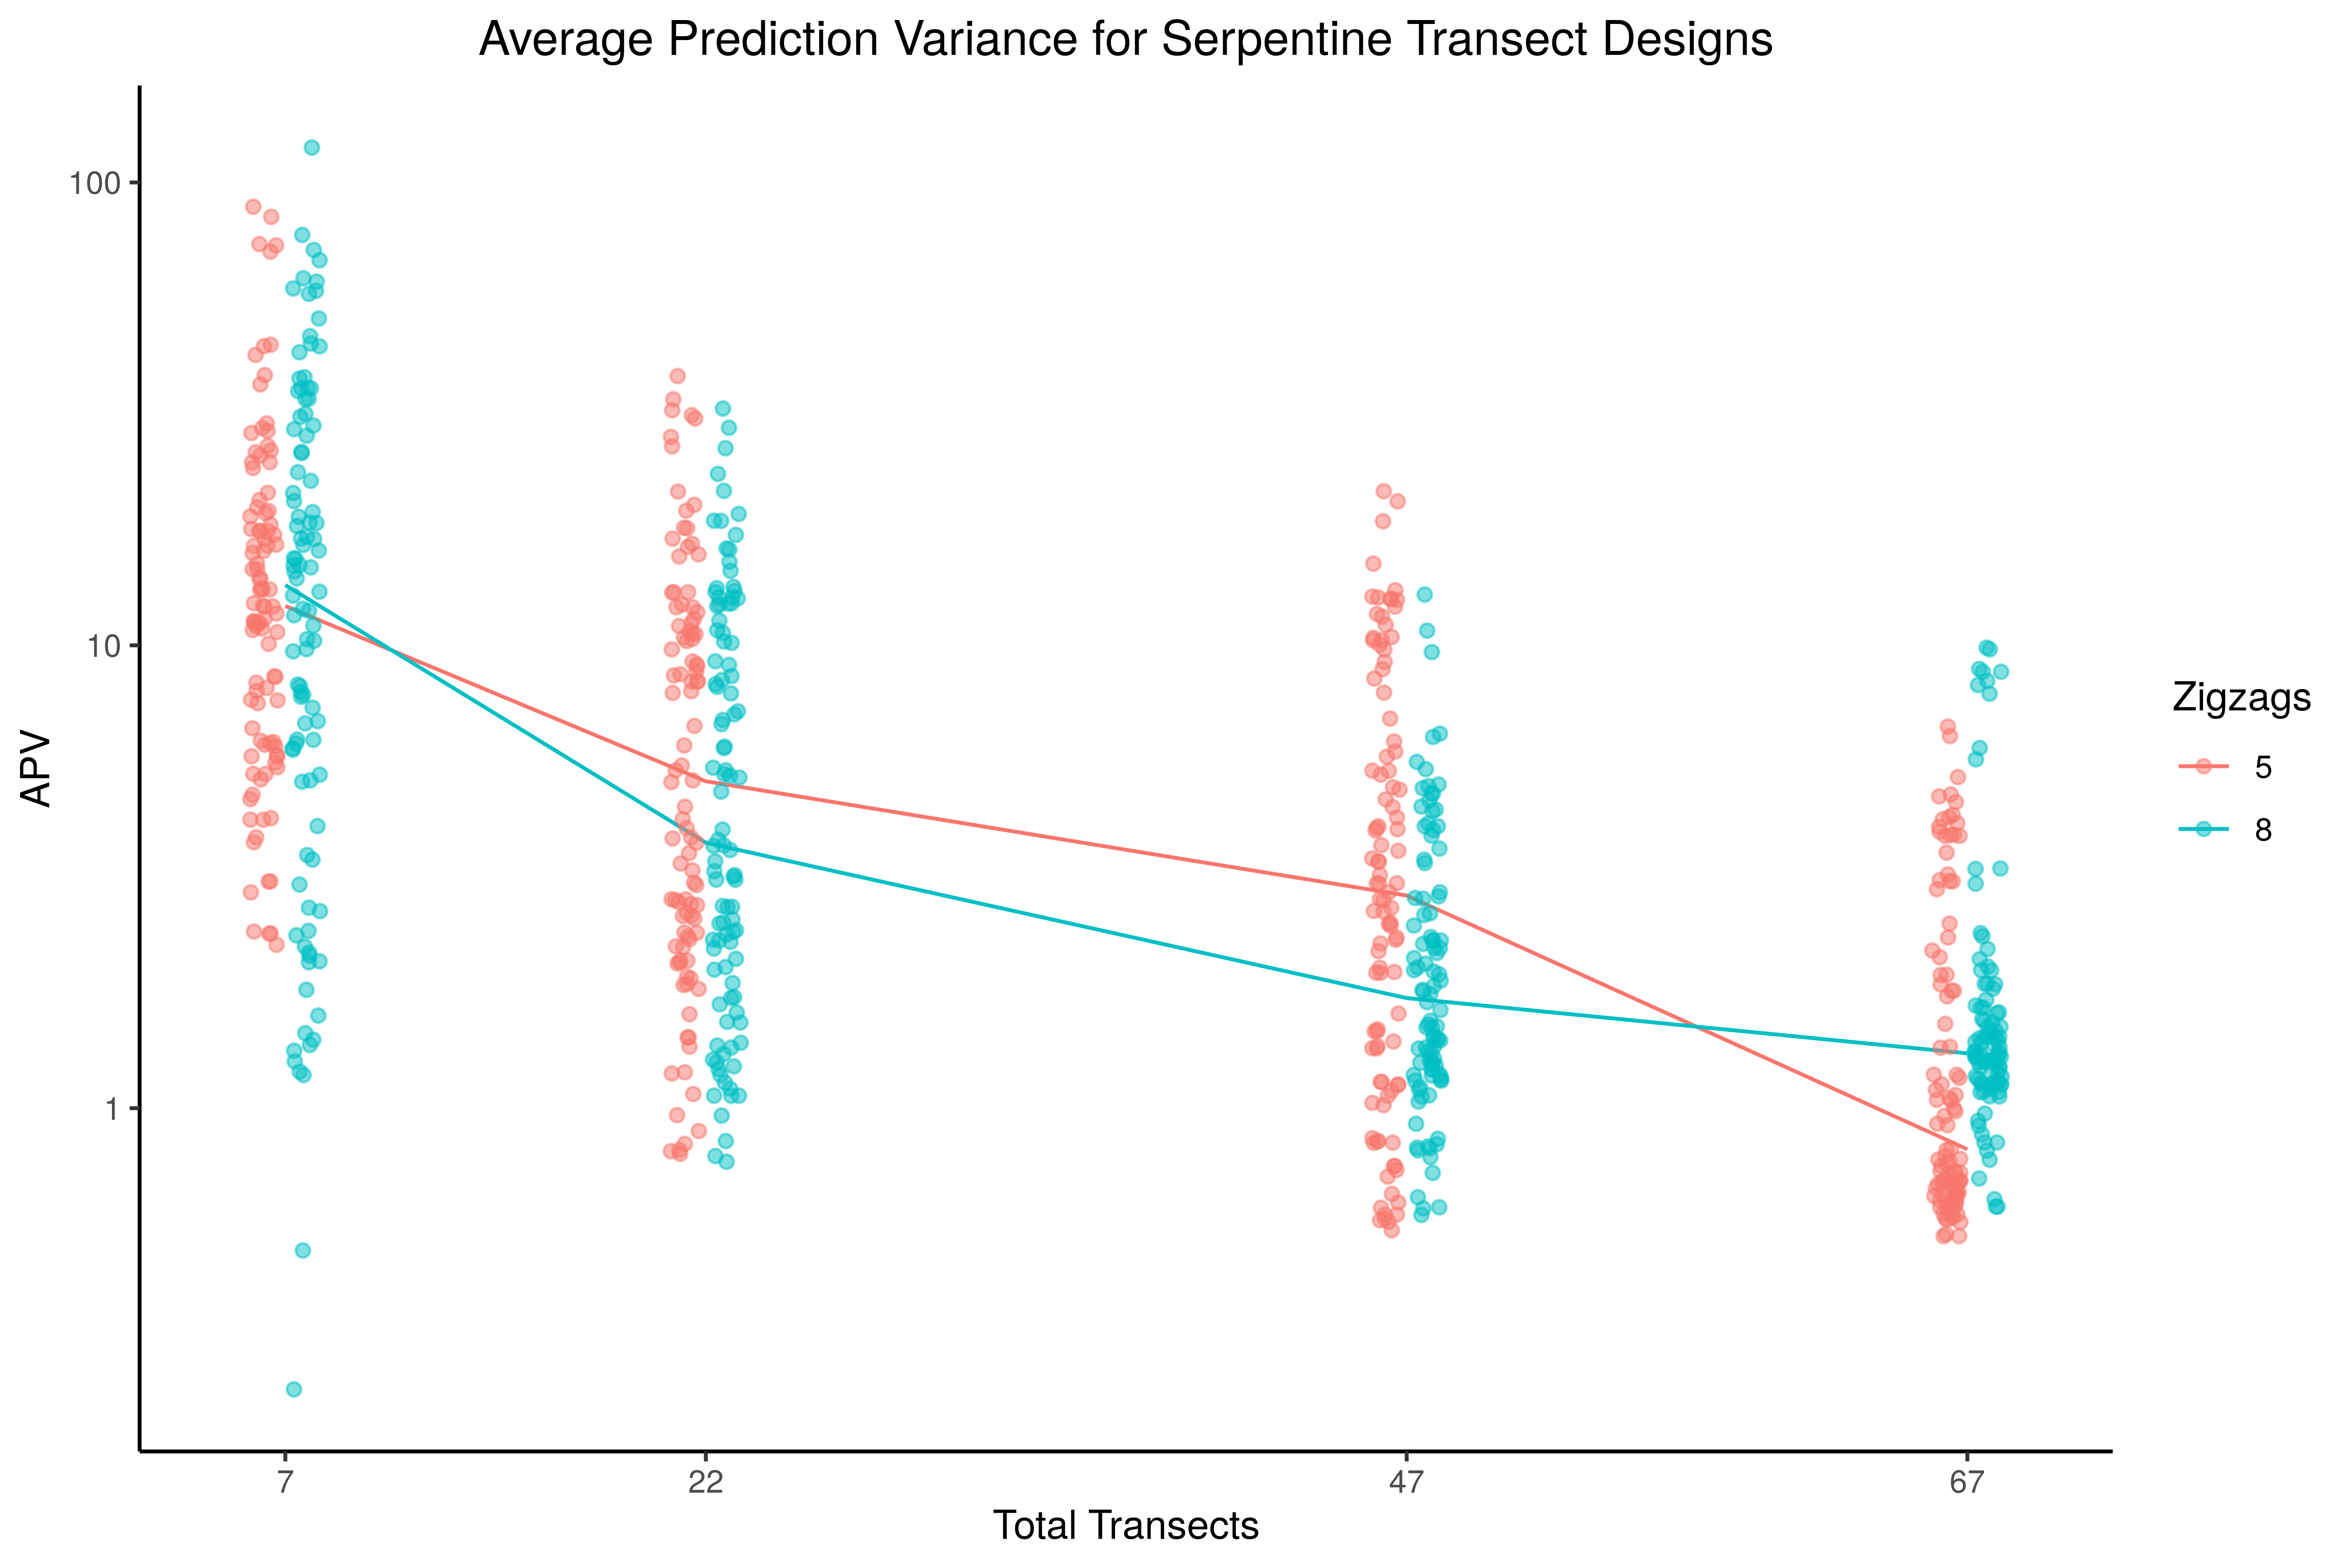 Average Prediction Variance for Serpentine Transect Designs
100
10
1
APV
7 22 47 67
Total Transects
Zigzags
5
8